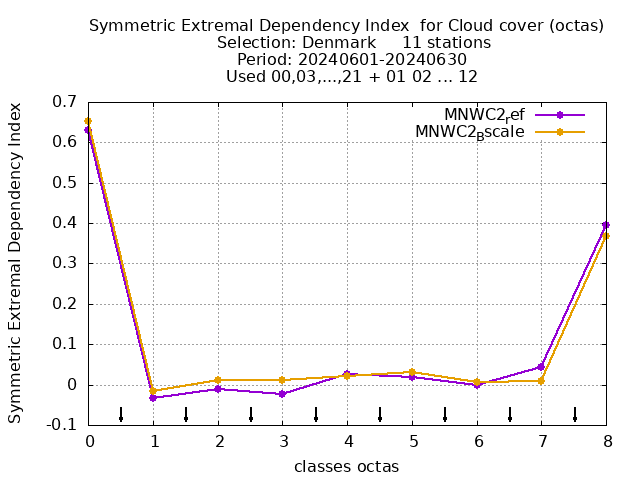 Symmetric Extremal Dependency Index  for Cloud cover (octas)
Selection: Denmark     11 stations
Period: 20240601-20240630
Used 00,03,...,21 + 01 02 ... 12
Symmetric Extremal Dependency Index
0.7
0.6
0.5
0.4
0.3
0.2
0.1
0
-0.1
MNWC2ref
MNWC2Bscale
0 1 2 3 4 5 6 7 8
classes octas